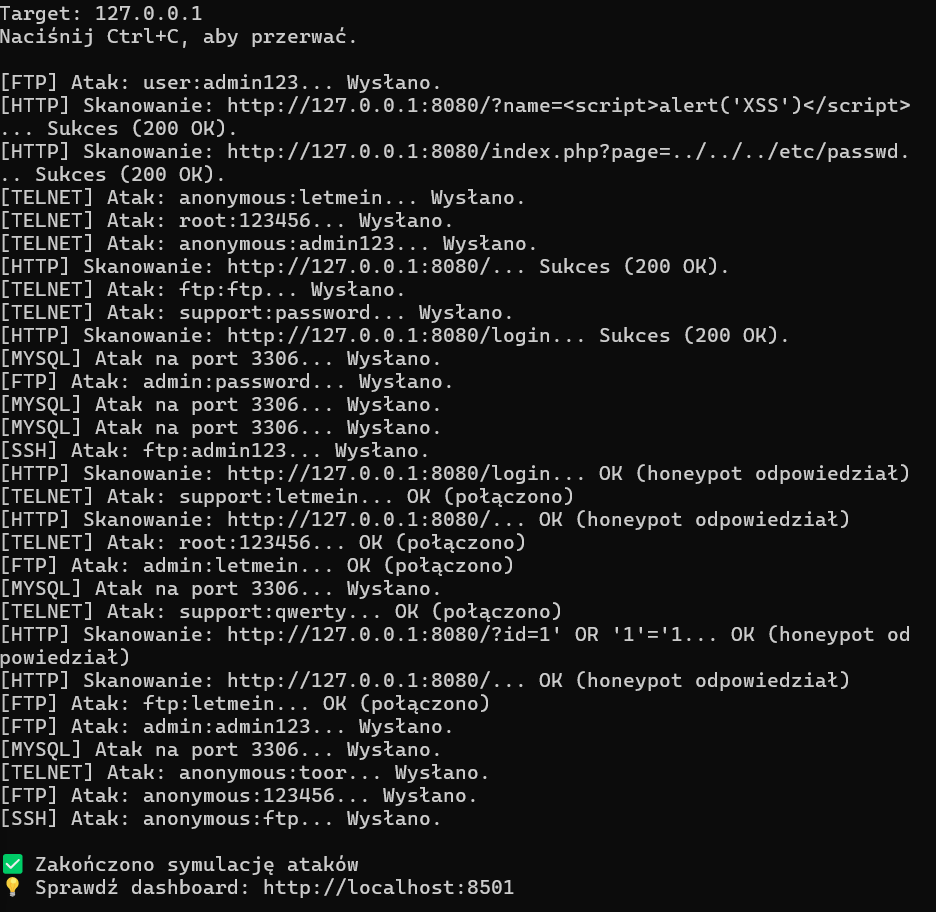 Target: 127.0.0.1
Naciśnij Ctrl+C, aby przerwać.
[FTP] Atak: user:admin123... Wysłano.
[HTTP] Skanowanie: http://127.0.0.1:8080/?name=<script>alert('XSS')</script>
... Sukces (200 OK).
[HTTP] Skanowanie: http://127.0.0.1:8080/index.php?page=../../../etc/passwd.
.. Sukces (200 OK).
[TELNET] Atak: anonymous:letmein... Wysłano.
[TELNET] Atak: root:123456... Wysłano.
[TELNET] Atak: anonymous:admin123... Wysłano.
[HTTP] Skanowanie: http://127.0.0.1:8080/... Sukces (200 OK).
[TELNET] Atak: ftp:ftp... Wysłano.
[TELNET] Atak: support:password... Wysłano.
[HTTP] Skanowanie: http://127.0.0.1:8080/login... Sukces (200 OK).
[MYSQL] Atak na port 3306... Wysłano.
[FTP] Atak: admin:password... Wysłano.
[MYSQL] Atak na port 3306... Wysłano.
[MYSQL] Atak na port 3306... Wysłano.
[SSH] Atak: ftp:admin123... Wysłano.
[HTTP] Skanowanie: http://127.0.0.1:8080/login... OK (honeypot odpowiedział)
[TELNET] Atak: support:letmein... OK (połączono)
[HTTP] Skanowanie: http://127.0.0.1:8080/... OK (honeypot odpowiedział)
[TELNET] Atak: root:123456... OK (połączono)
[FTP] Atak: admin:letmein... OK (połączono)
[MYSQL] Atak na port 3306... Wysłano.
[TELNET] Atak: support:qwerty... OK (połączono)
[HTTP] Skanowanie: http://127.0.0.1:8080/?id=1' OR '1'='1... OK (honeypot od
powiedział)
[HTTP] Skanowanie: http://127.0.0.1:8080/... OK (honeypot odpowiedział)
[FTP] Atak: ftp:letmein... OK (połączono)
[FTP] Atak: admin:admin123... Wysłano.
[MYSQL] Atak na port 3306... Wysłano.
[TELNET] Atak: anonymous:toor... Wysłano.
[FTP] Atak: anonymous:123456... Wysłano.
[SSH] Atak: anonymous:ftp... Wysłano.
✅ Zakończono symulację ataków
💡 Sprawdź dashboard: http://localhost:8501